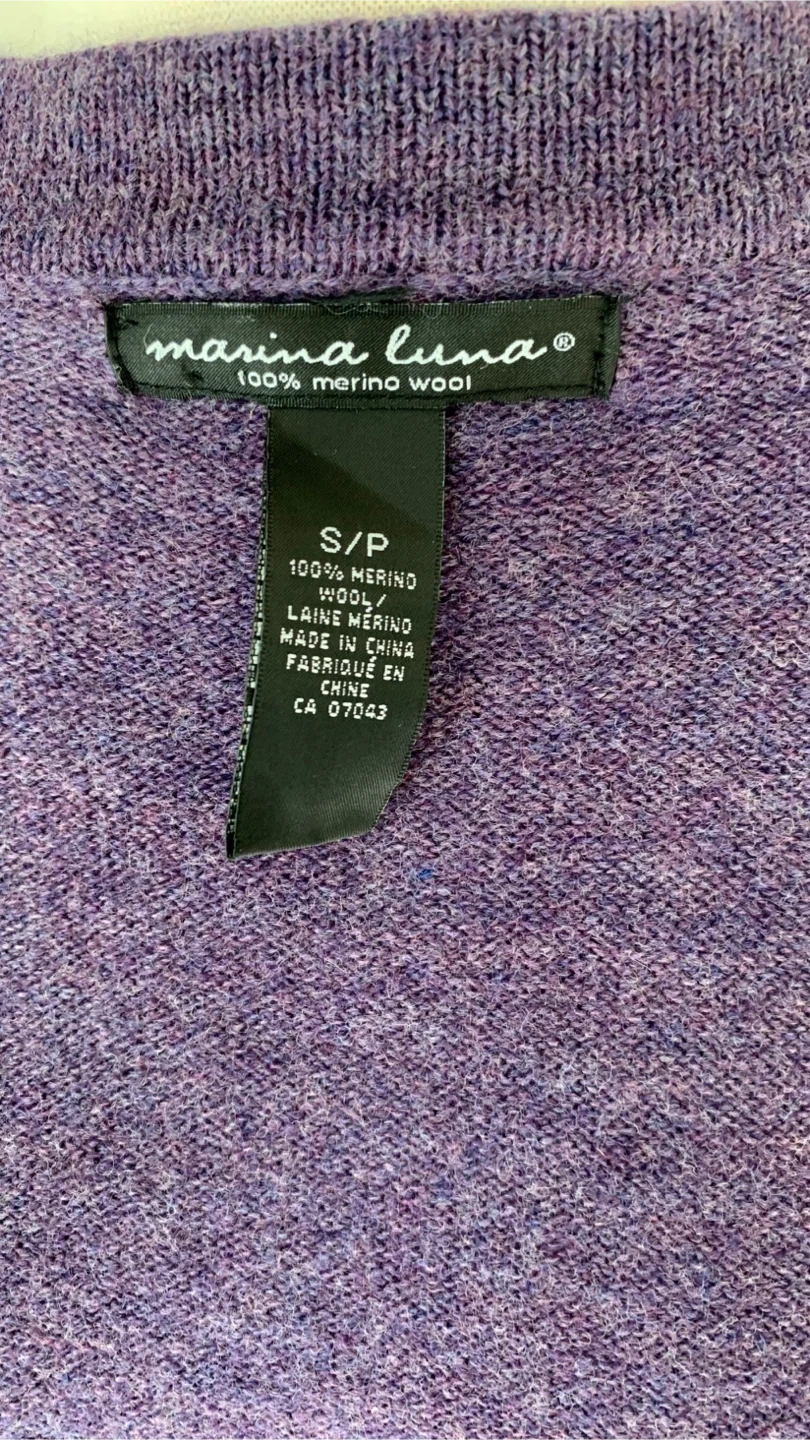 marina luna®
100% merino wool
S/P
100% MERINO
WOOL/
LAINE MÉRINO
MADE IN CHINA
FABRIQUÉ EN
CHINE
CA 07043